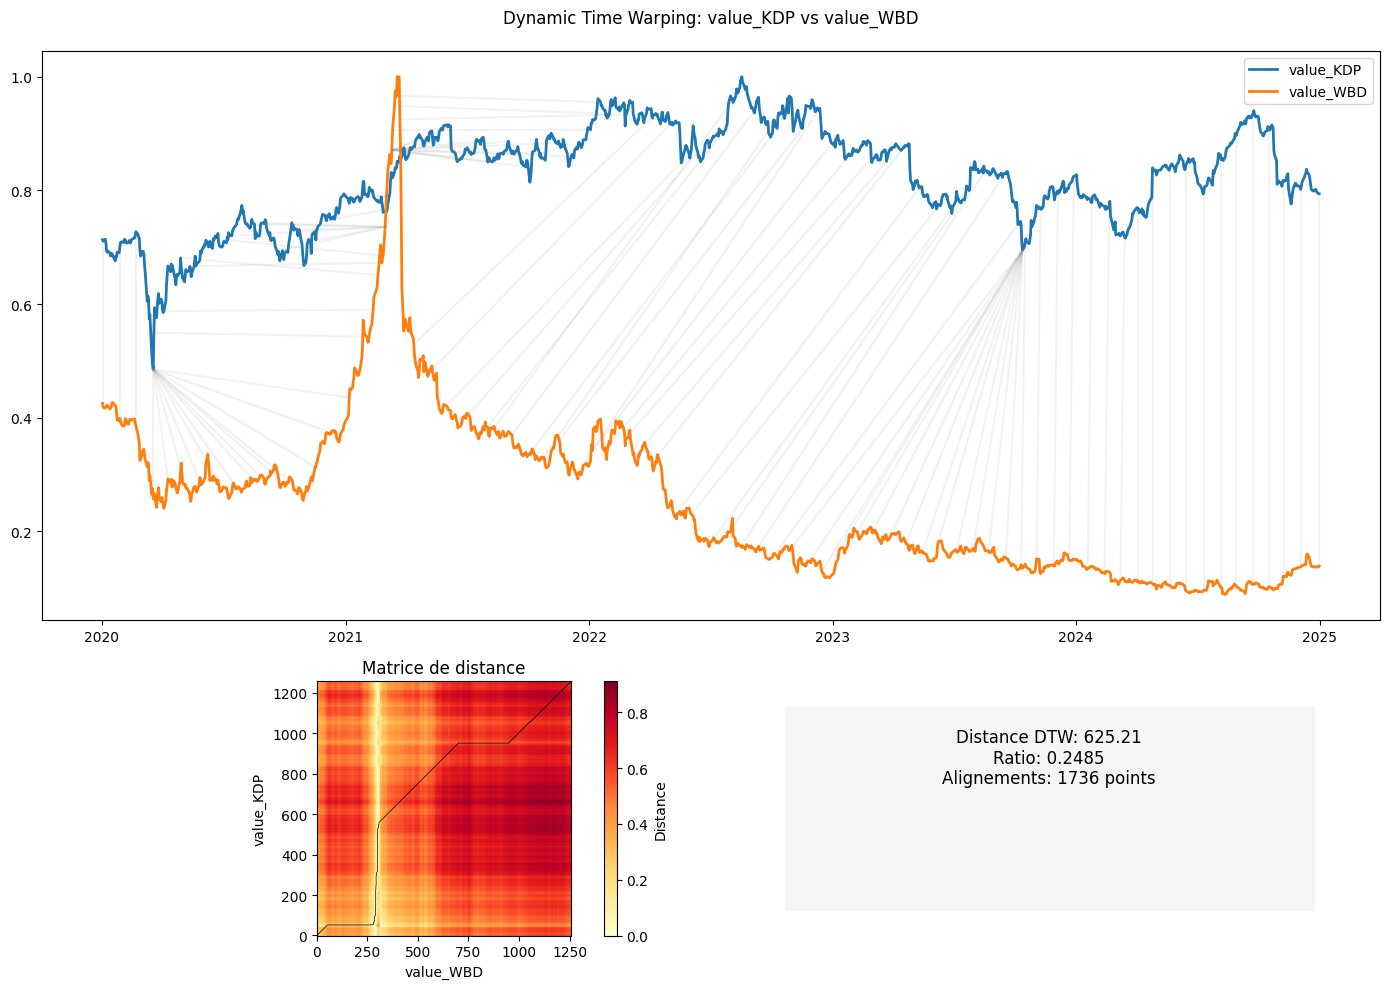 Dynamic Time Warping: value_KDP vs value_WBD
value_KDP
value_WBD
1.0
0.8
0.6
0.4
0.2
2020 2021 2022 2023 2024 2025
Matrice de distance
value_KDP
1200
1000
800
600
400
200
0
0 250 500 750 1000 1250
value_WBD
0.8
0.6
0.4
0.2
0.0
Distance
Distance DTW: 625.21
Ratio: 0.2485
Alignements: 1736 points